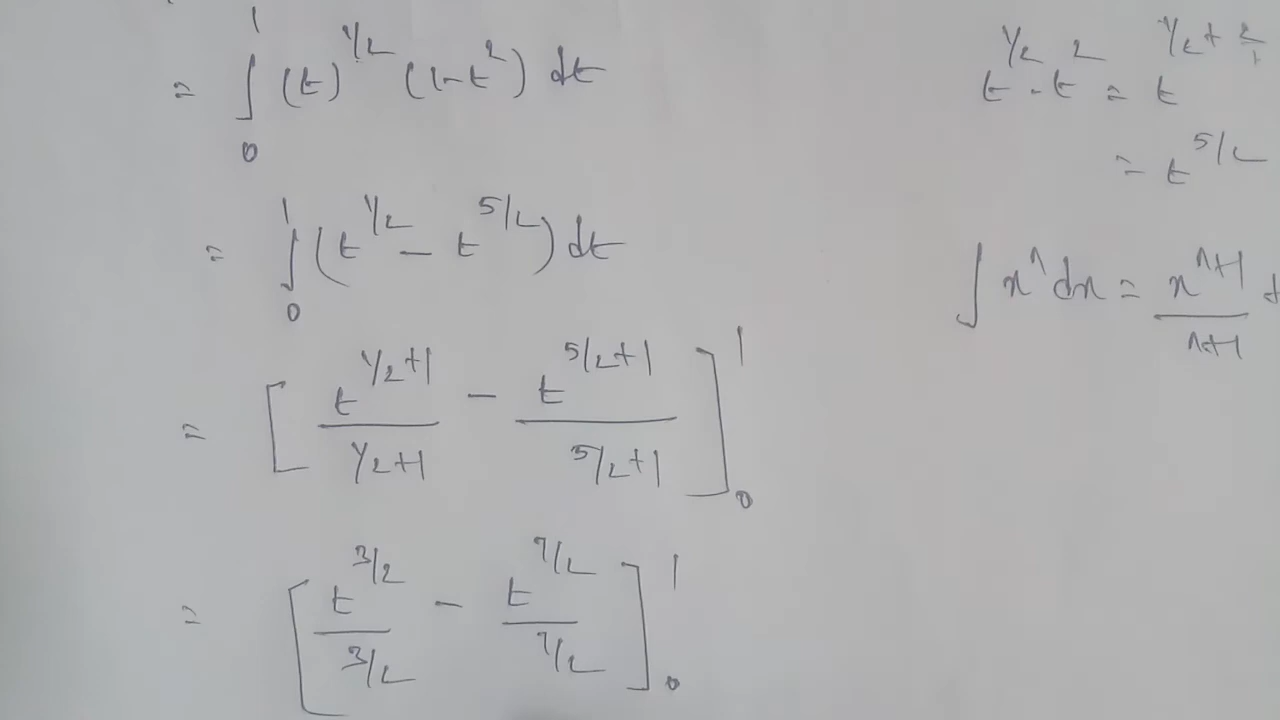 = ∫₀¹ (t)^{1/2} (1-t²) dt
= ∫₀¹ (t^{1/2} - t^{5/2}) dt
= [ t^{1/2+1} / (1/2+1) - t^{5/2+1} / (5/2+1) ]₀¹
= [ t^{3/2} / (3/2) - t^{7/2} / (7/2) ]₀¹
t^{1/2} · t² = t^{1/2 + 2/1}
= t^{5/2}
∫ xⁿ dx = x^{n+1} / (n+1) +